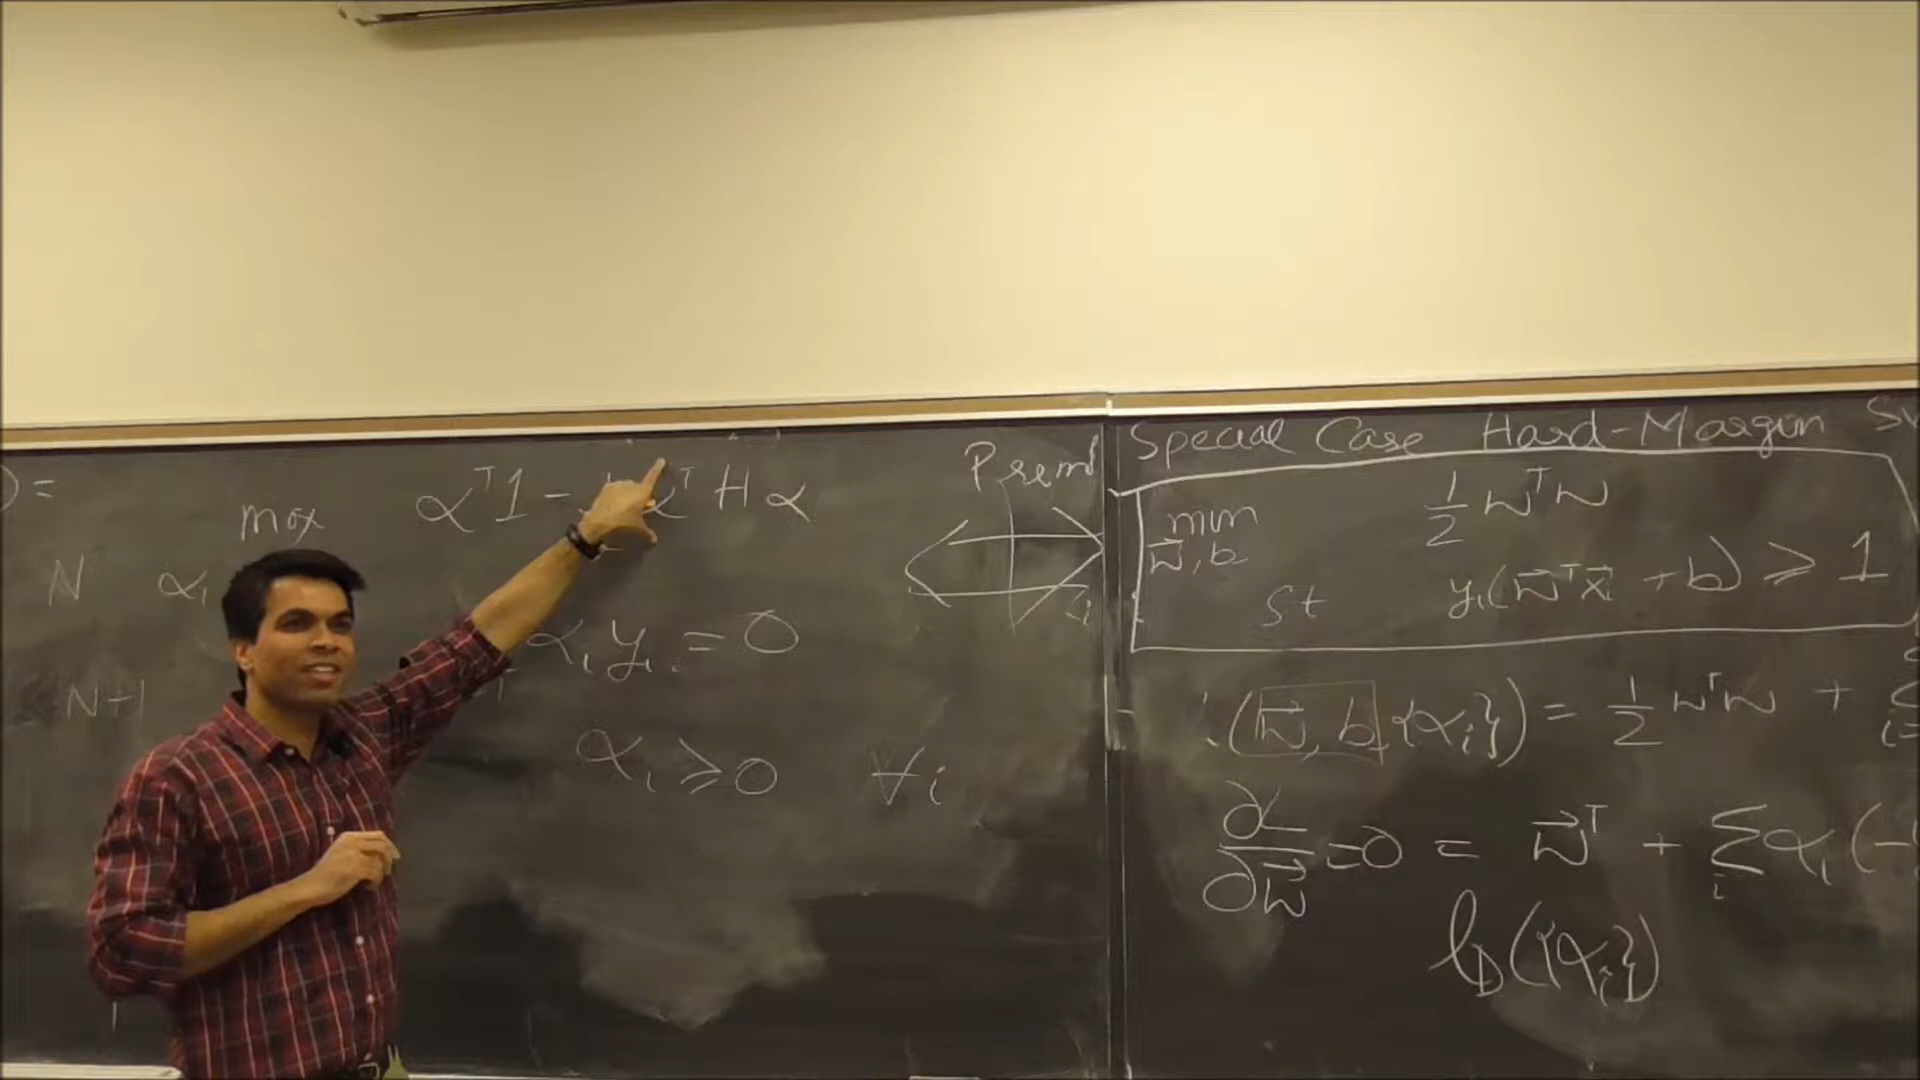 ) =
max α^T 1 - α^T H α
N α_i
α_i y_i = 0
N+1
α_i ≥ 0 ∀i
Special Case Hard-Margin
min 1/2 w^T w
w, b
st y_i(w^T x_i + b) ≥ 1
(w, b, {α_i}) = 1/2 w^T w + Σ
i=
∂L/∂w = 0 = w^T + Σ_i α_i (-
l_D({α_i})